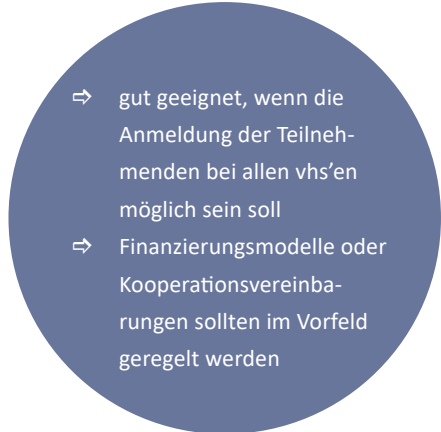 ⇨ gut geeignet, wenn die
Anmeldung der Teilneh-
menden bei allen vhs’en
möglich sein soll
⇨ Finanzierungsmodelle oder
Kooperationsvereinba-
rungen sollten im Vorfeld
geregelt werden